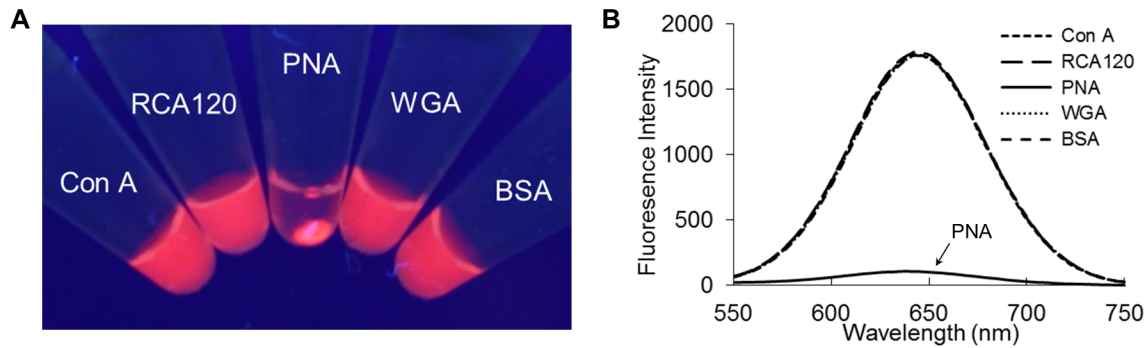 A
Con A
RCA120
PNA
WGA
BSA
B
Fluoresence Intensity
2000
1500
1000
500
0
Con A
RCA120
PNA
WGA
BSA
PNA
550
600
650
700
750
Wavelength (nm)